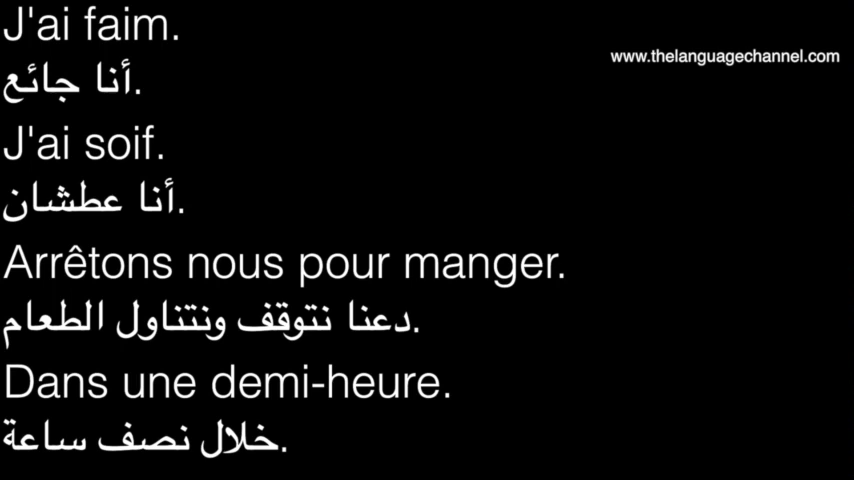 J'ai faim.
www.thelanguagechannel.com
أنا جائع.
J'ai soif.
أنا عطشان.
Arrêtons nous pour manger.
دعنا نتوقف ونتناول الطعام.
Dans une demi-heure.
خلال نصف ساعة.